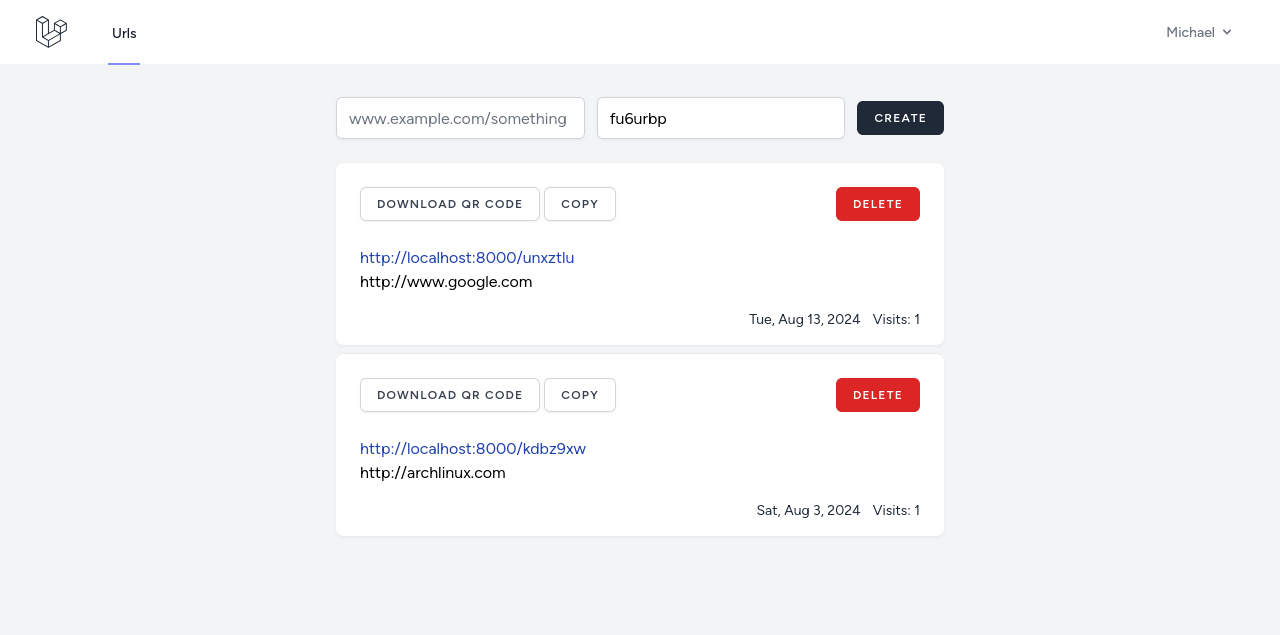 Urls
Michael
www.example.com/something
fu6urbp
CREATE
DOWNLOAD QR CODE COPY DELETE
http://localhost:8000/unxztlu
http://www.google.com
Tue, Aug 13, 2024 Visits: 1
DOWNLOAD QR CODE COPY DELETE
http://localhost:8000/kdbz9xw
http://archlinux.com
Sat, Aug 3, 2024 Visits: 1